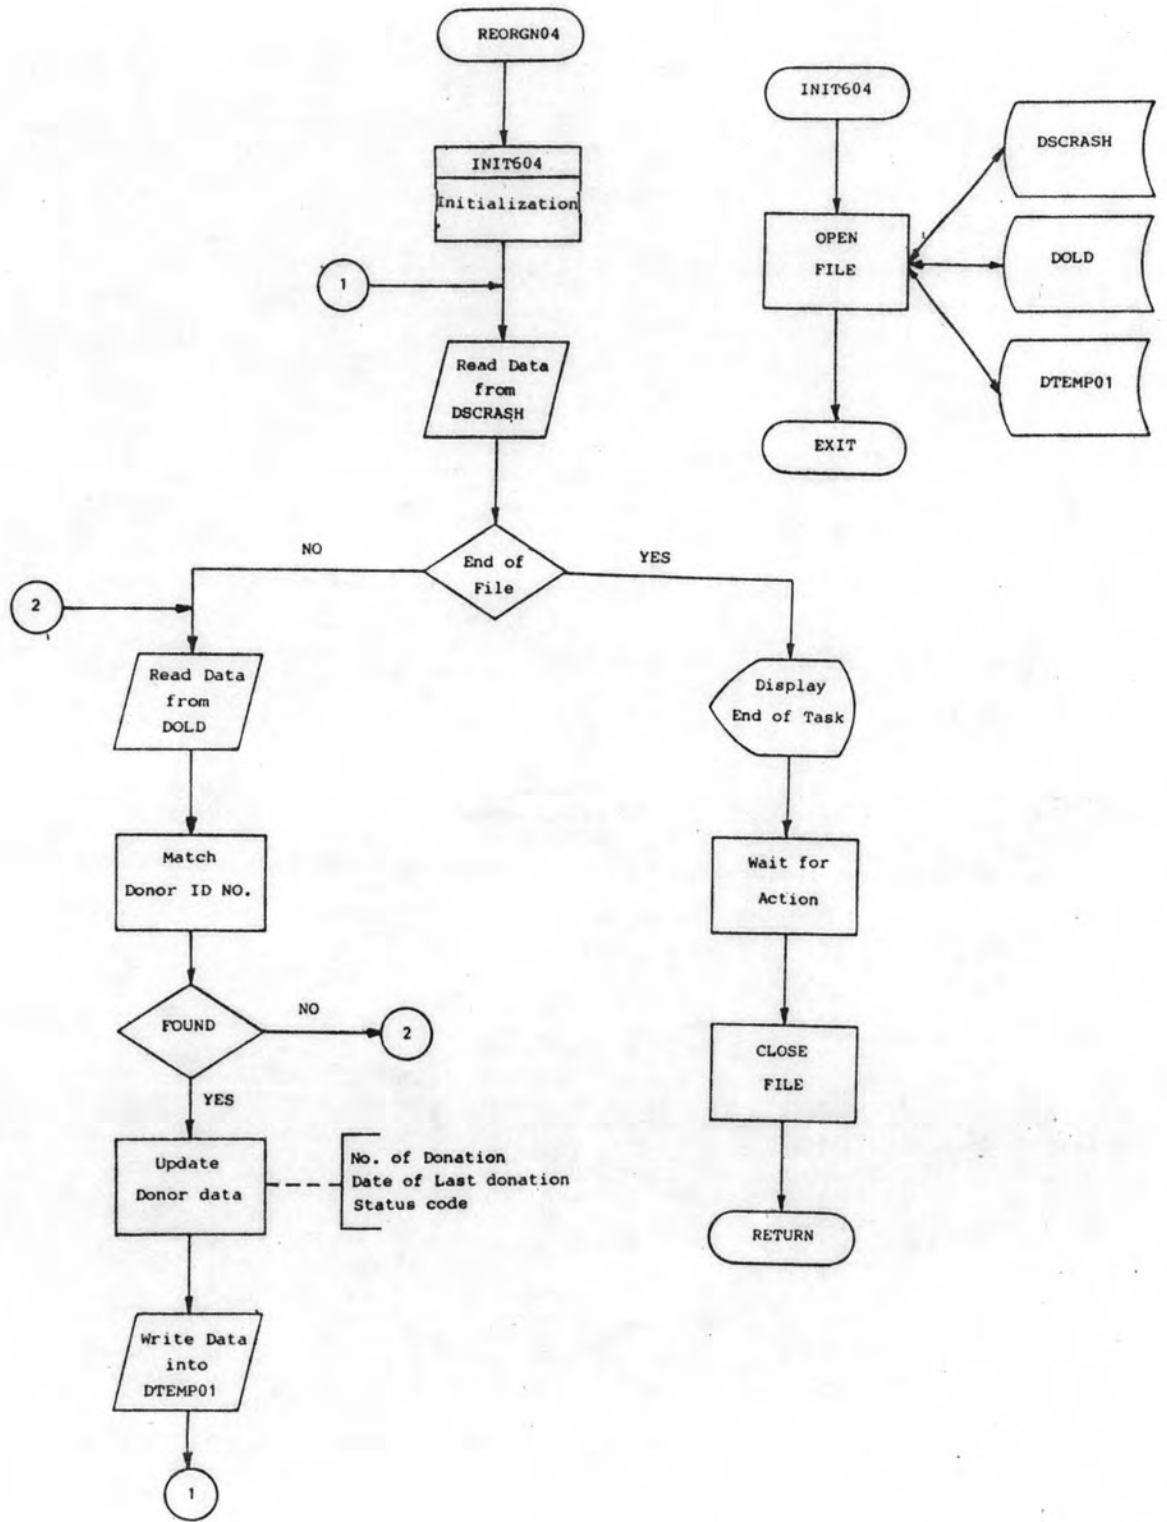 REORGN04
INIT604
Initialization
1
Read Data
from
DSCRASH
End of
File
NO
YES
2
Read Data
from
DOLD
Match
Donor ID NO.
FOUND
NO
2
YES
Update
Donor data
No. of Donation
Date of Last donation
Status code
Write Data
into
DTEMP01
1
Display
End of Task
Wait for
Action
CLOSE
FILE
RETURN
INIT604
OPEN
FILE
DSCRASH
DOLD
DTEMP01
EXIT